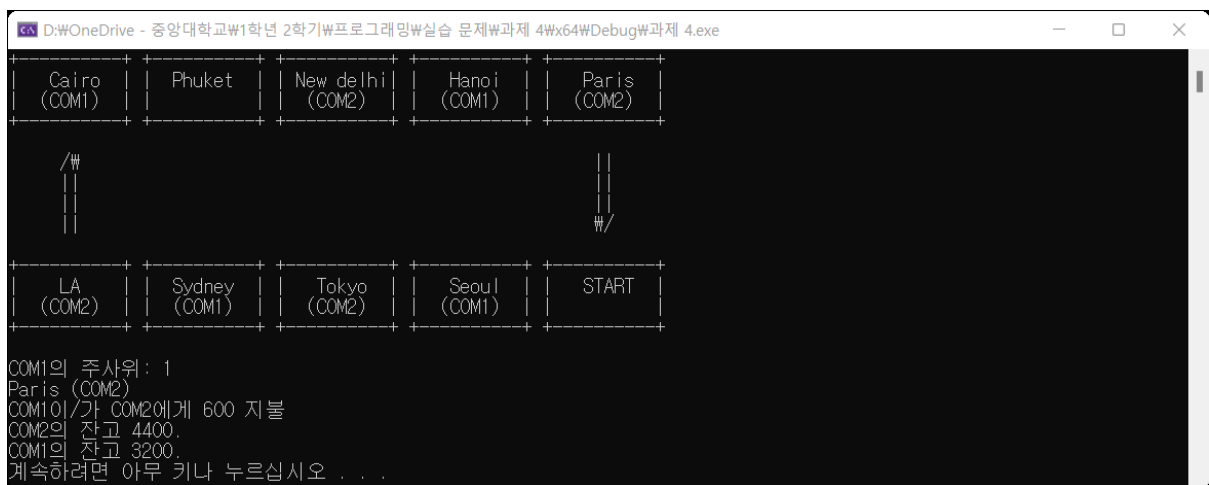 D:₩OneDrive - 중앙대학교₩1학년 2학기₩프로그래밍₩실습 문제₩과제 4₩x64₩Debug₩과제 4.exe
Cairo Phuket New delhi Hanoi Paris
(COM1) (COM2) (COM1) (COM2)
LA Sydney Tokyo Seoul START
(COM2) (COM1) (COM2) (COM1)
COM1의 주사위: 1
Paris (COM2)
COM1이/가 COM2에게 600 지불
COM2의 잔고 4400.
COM1의 잔고 3200.
계속하려면 아무 키나 누르십시오 . . .